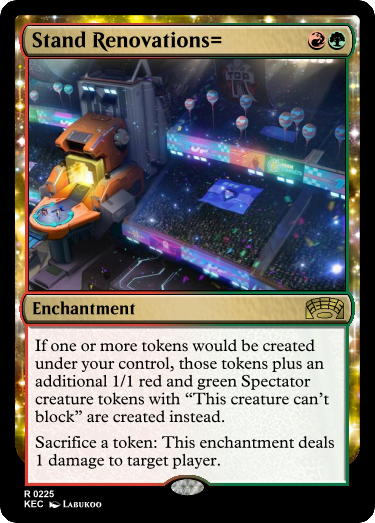 Stand Renovations=
Enchantment
If one or more tokens would be created
under your control, those tokens plus an
additional 1/1 red and green Spectator
creature tokens with “This creature can't
block” are created instead.
Sacrifice a token: This enchantment deals
1 damage to target player.
R 0225
KEC Labukoo